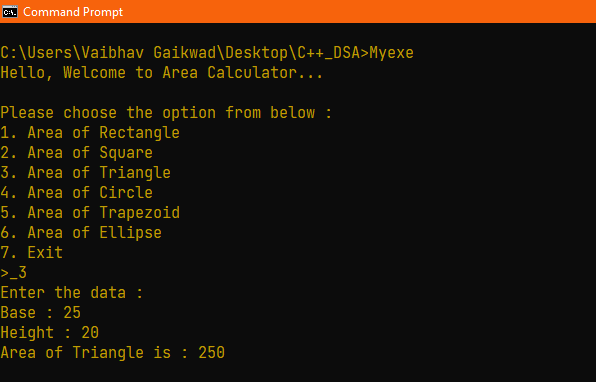 Command Prompt
C:\Users\Vaibhav Gaikwad\Desktop\C++_DSA>Myexe
Hello, Welcome to Area Calculator...
Please choose the option from below :
1. Area of Rectangle
2. Area of Square
3. Area of Triangle
4. Area of Circle
5. Area of Trapezoid
6. Area of Ellipse
7. Exit
>_3
Enter the data :
Base : 25
Height : 20
Area of Triangle is : 250